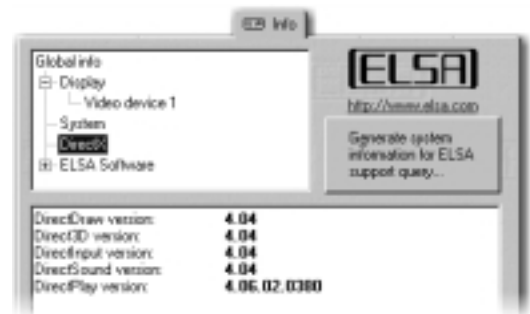 Info
Global info
Display
Video device 1
System
DirectX
ELSA Software
ELSA
http://www.elsa.com
Generate system
information for ELSA
support query...
DirectDraw version: 4.04
Direct3D version: 4.04
DirectInput version: 4.04
DirectSound version: 4.04
DirectPlay version: 4.06.02.0380